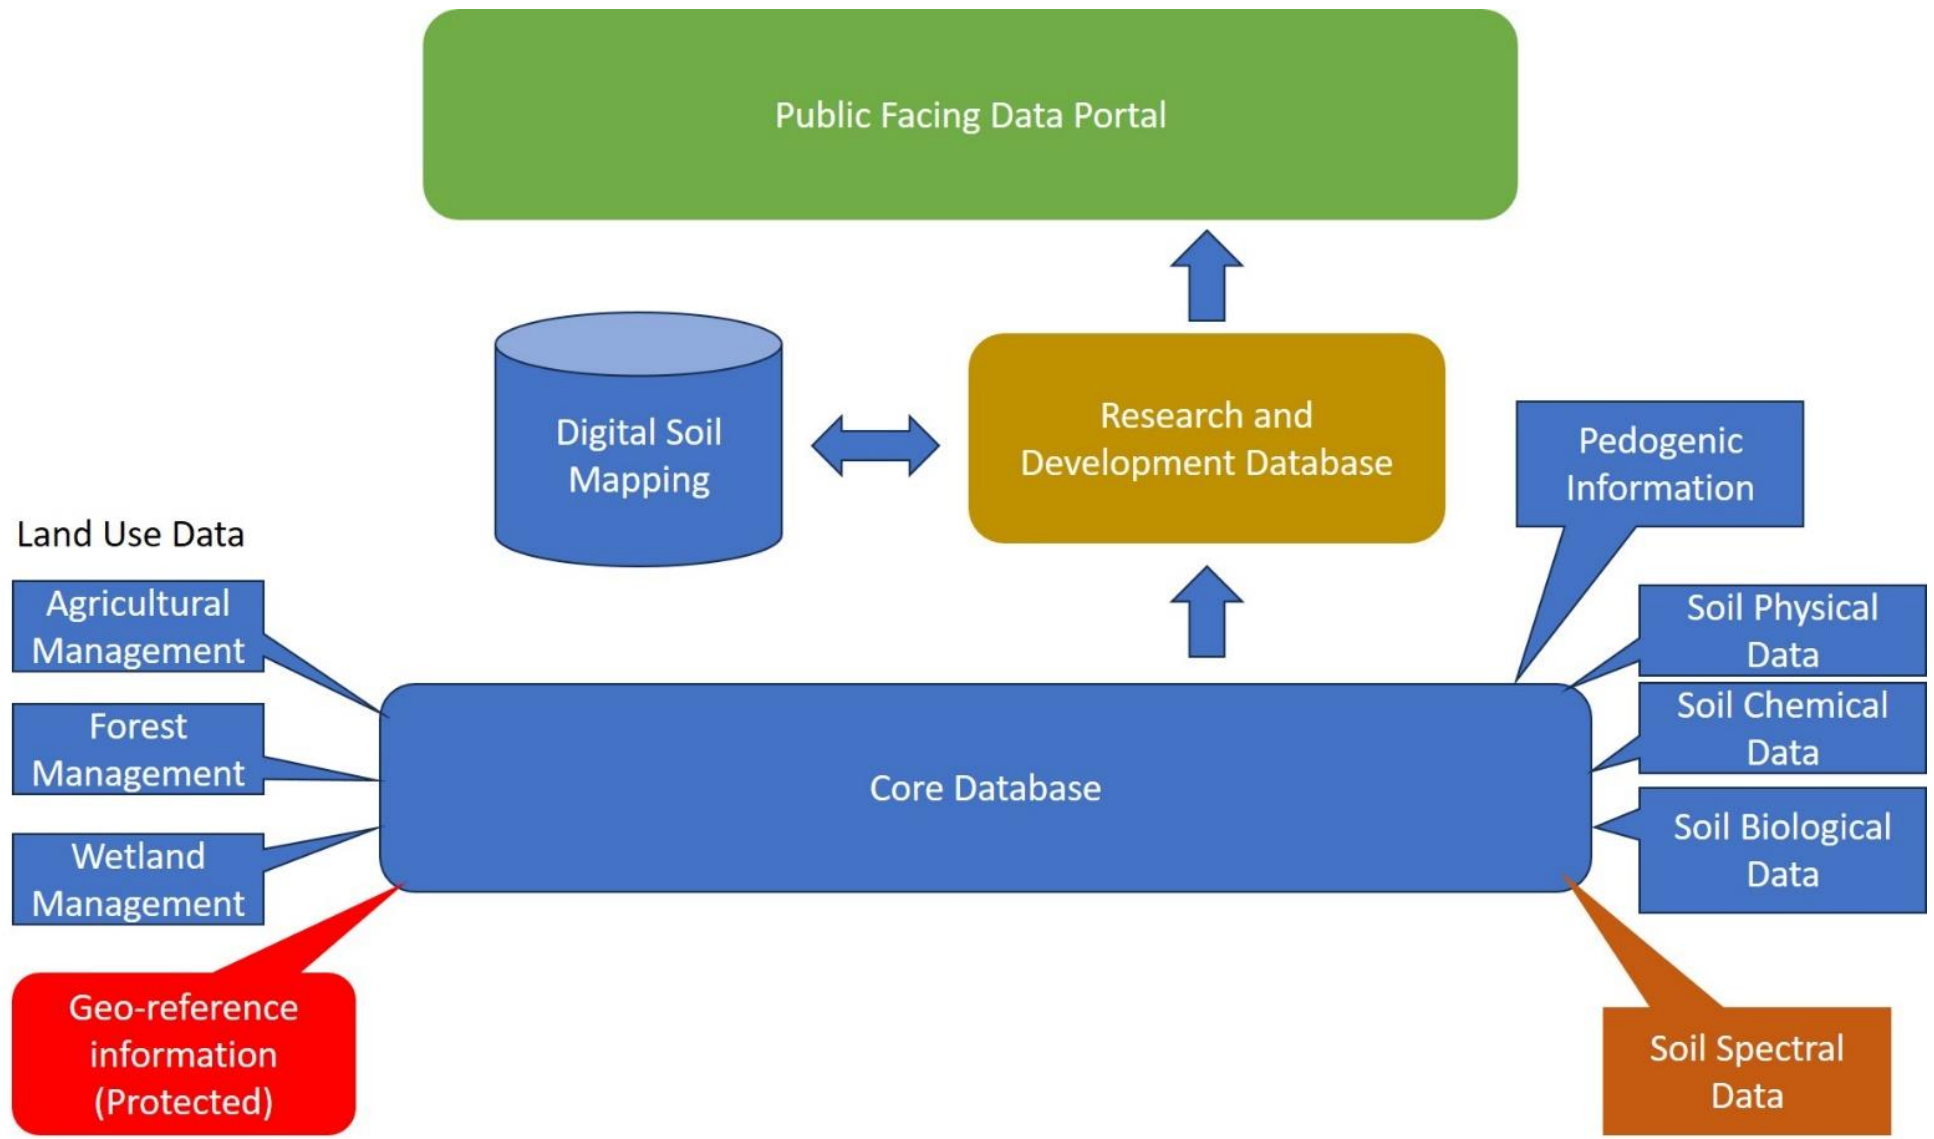 Public Facing Data Portal
Digital Soil
Mapping
Research and
Development Database
Pedogenic
Information
Land Use Data
Agricultural
Management
Forest
Management
Wetland
Management
Core Database
Soil Physical
Data
Soil Chemical
Data
Soil Biological
Data
Geo-reference
information
(Protected)
Soil Spectral
Data